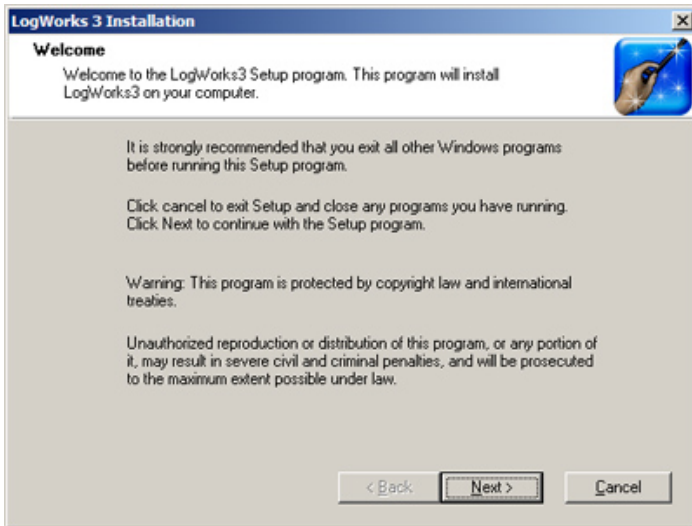 LogWorks 3 Installation
Welcome
Welcome to the LogWorks3 Setup program. This program will install
LogWorks3 on your computer.
It is strongly recommended that you exit all other Windows programs
before running this Setup program.
Click cancel to exit Setup and close any programs you have running.
Click Next to continue with the Setup program.
Warning: This program is protected by copyright law and international
treaties.
Unauthorized reproduction or distribution of this program, or any portion of
it, may result in severe civil and criminal penalties, and will be prosecuted
to the maximum extent possible under law.
< Back Next > Cancel